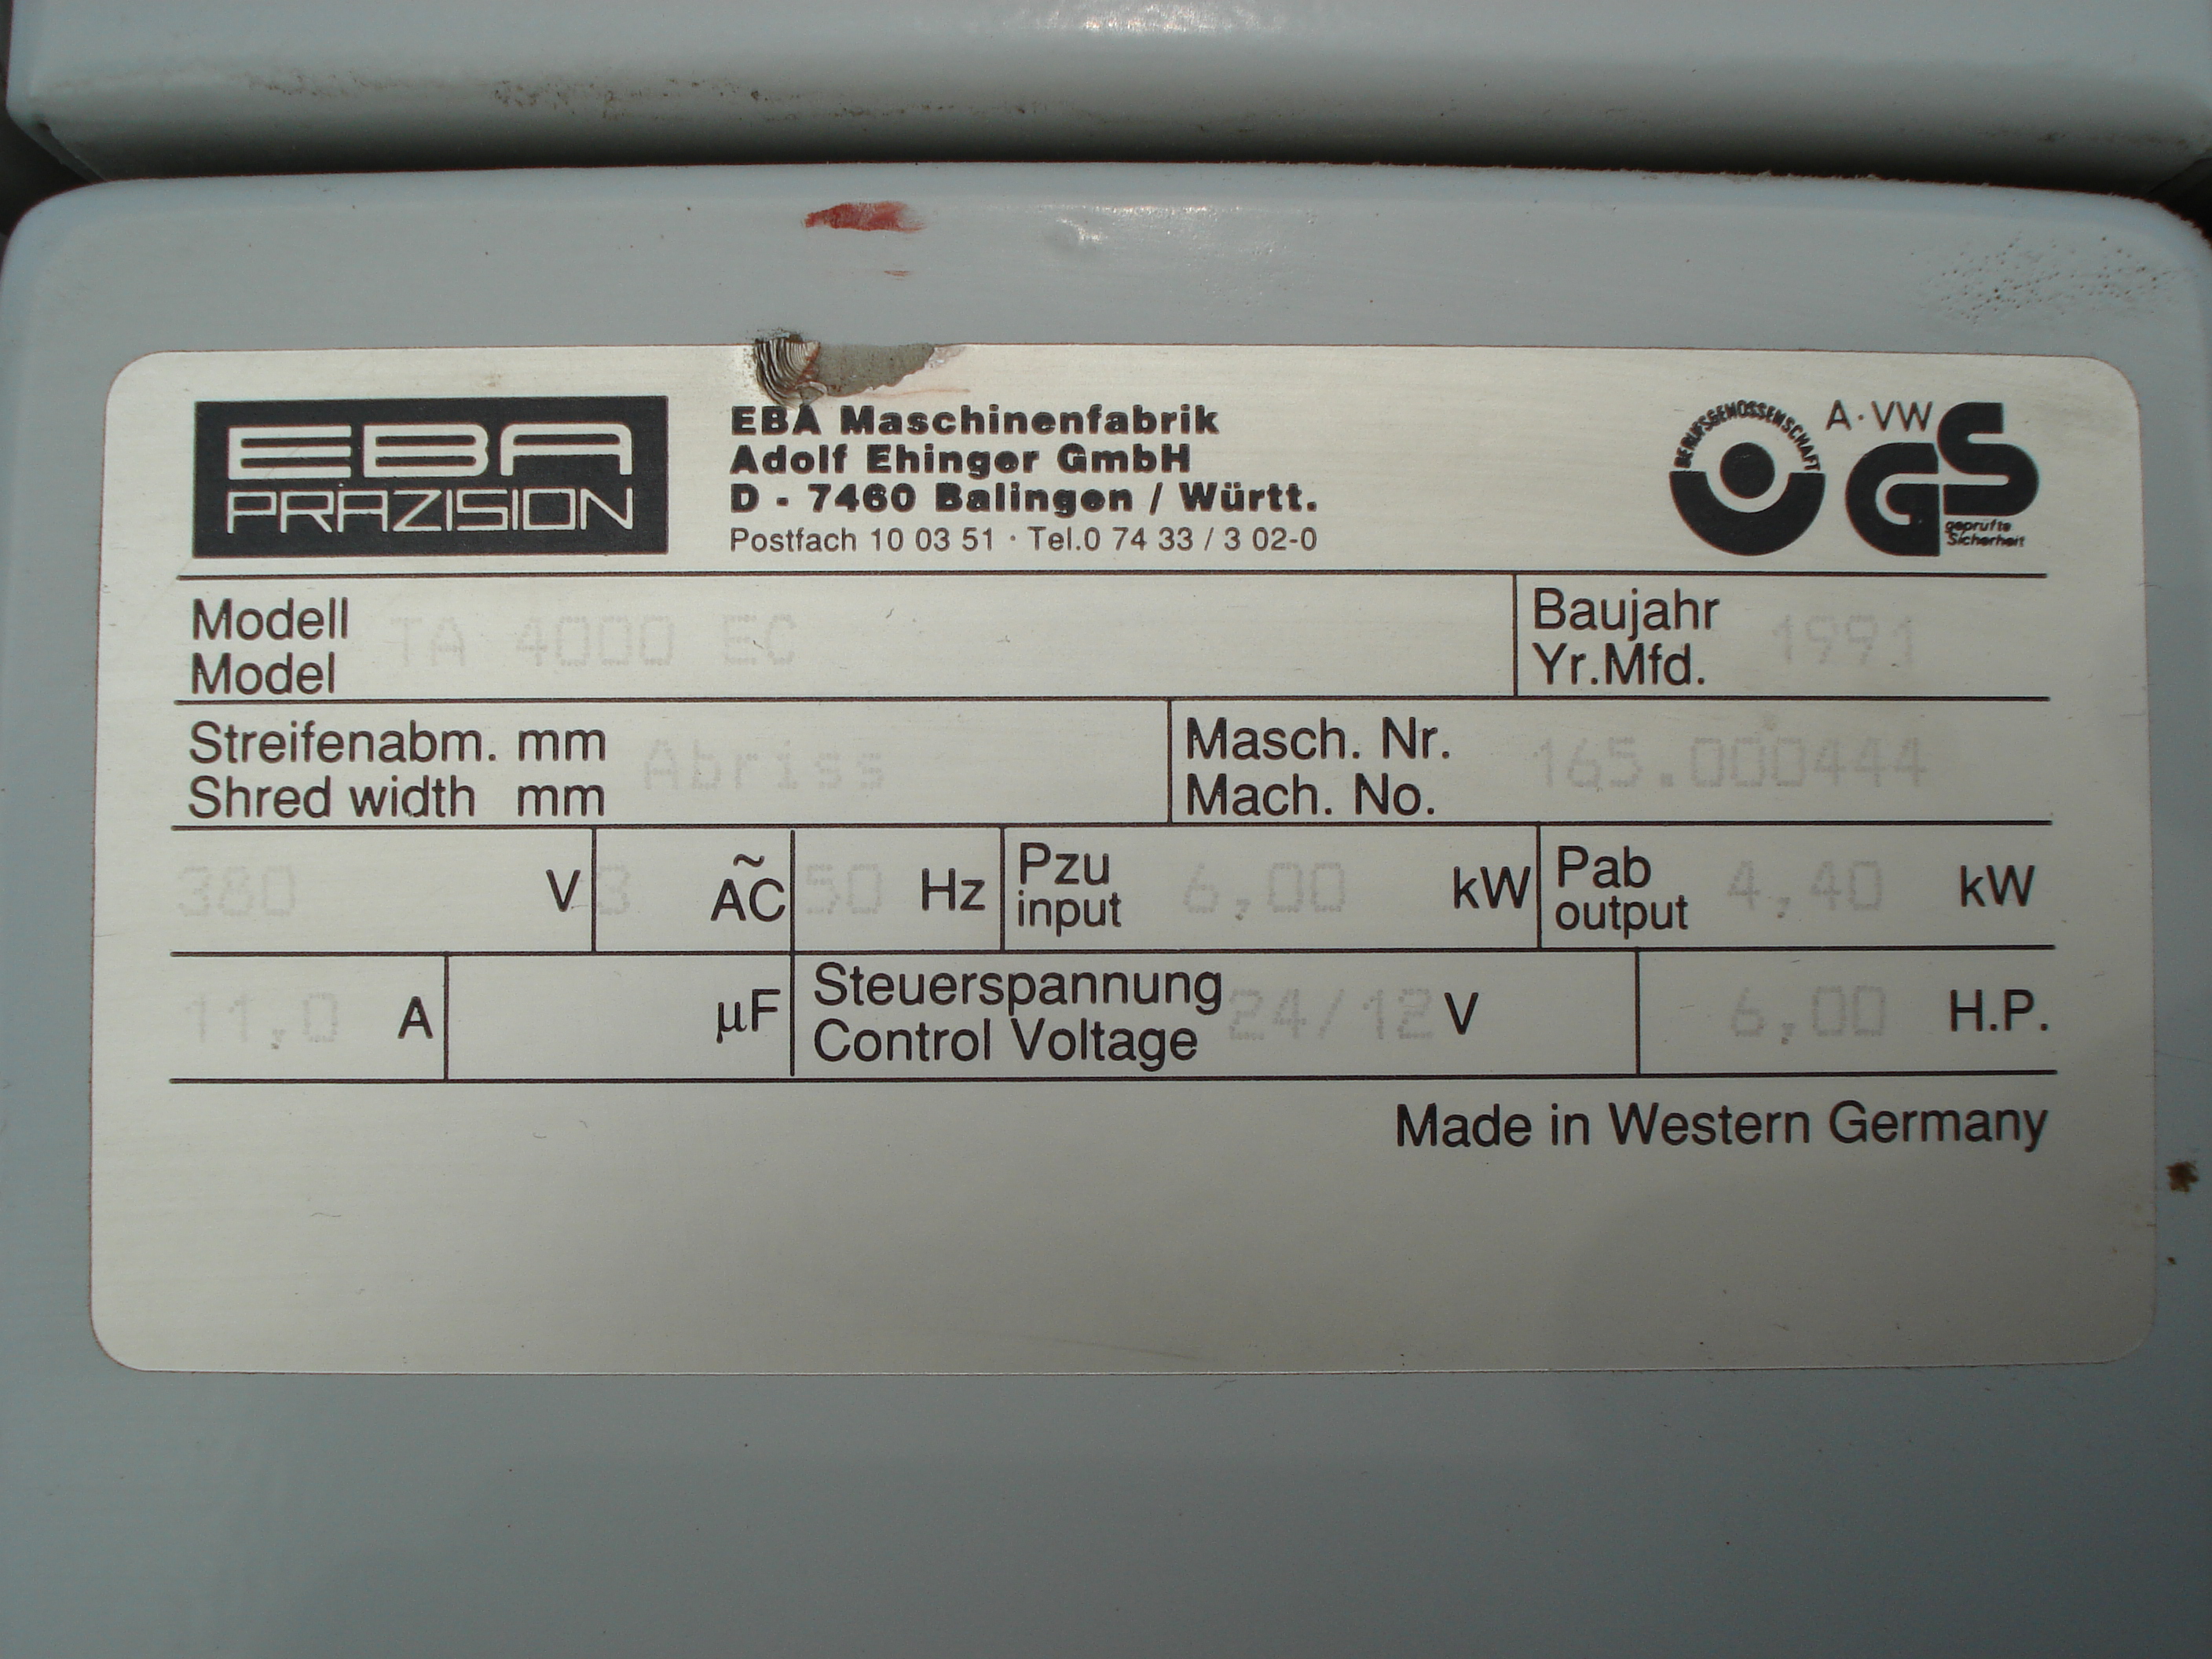 EBA
PRÄZISION
EBA Maschinenfabrik
Adolf Ehinger GmbH
D - 7460 Balingen / Württ.
Postfach 10 03 51 · Tel.0 74 33 / 3 02-0
BERUFSGENOSSENSCHAFT
A·VW
GS
geprüfte
Sicherheit
Modell
Model
TA 4000 EC
Baujahr
Yr.Mfd.
1991
Streifenabm. mm
Shred width mm
Abriss
Masch. Nr.
Mach. No.
165.000444
380 V
3 ~ AC
50 Hz
Pzu
input
6,00 kW
Pab
output
4,40 kW
11,0 A
µF
Steuerspannung
Control Voltage
24/12 V
6,00 H.P.
Made in Western Germany